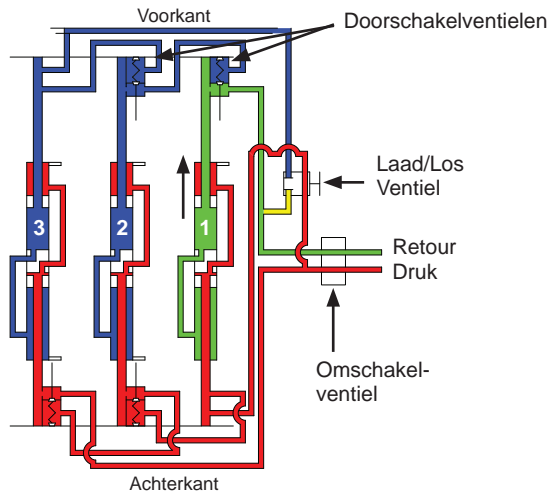 Voorkant
Doorschakelventielen
Laad/Los
Ventiel
3
2
1
Retour
Druk
Omschakel-
ventiel
Achterkant